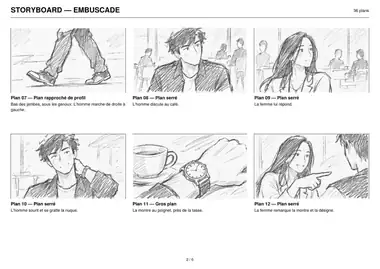 STORYBOARD — EMBUSCADE
36 plans
Plan 07 — Plan rapproché de profil
Bas des jambes, sous les genoux. L'homme marche de droite à
gauche.
Plan 08 — Plan serré
L'homme discute au café.
Plan 09 — Plan serré
La femme lui répond.
Plan 10 — Plan serré
L'homme sourit et se gratte la nuque.
Plan 11 — Gros plan
La montre au poignet, près de la tasse.
Plan 12 — Plan serré
La femme remarque la montre et la désigne.